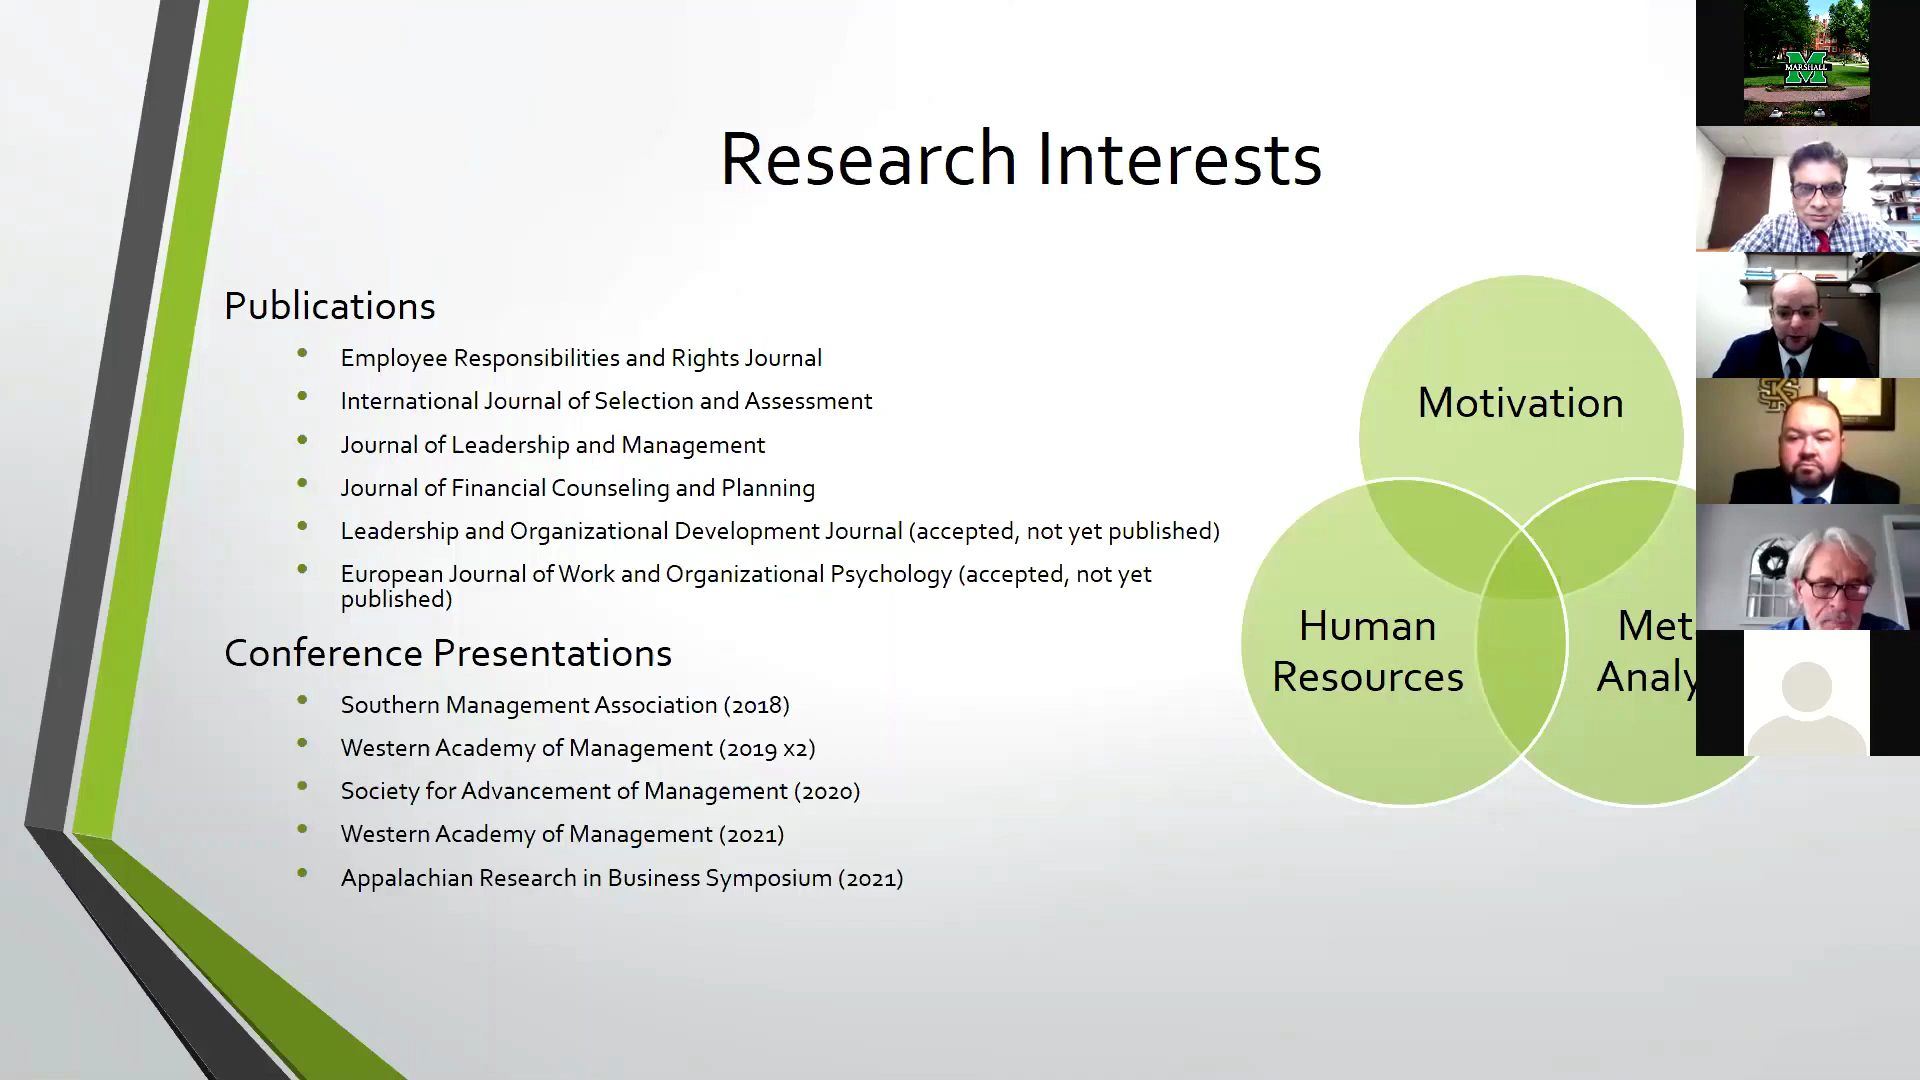 Research Interests
Publications
Employee Responsibilities and Rights Journal
International Journal of Selection and Assessment
Journal of Leadership and Management
Journal of Financial Counseling and Planning
Leadership and Organizational Development Journal (accepted, not yet published)
European Journal of Work and Organizational Psychology (accepted, not yet
published)
Conference Presentations
Southern Management Association (2018)
Western Academy of Management (2019 x2)
Society for Advancement of Management (2020)
Western Academy of Management (2021)
Appalachian Research in Business Symposium (2021)
Motivation
Human
Resources
M
MARSHALL